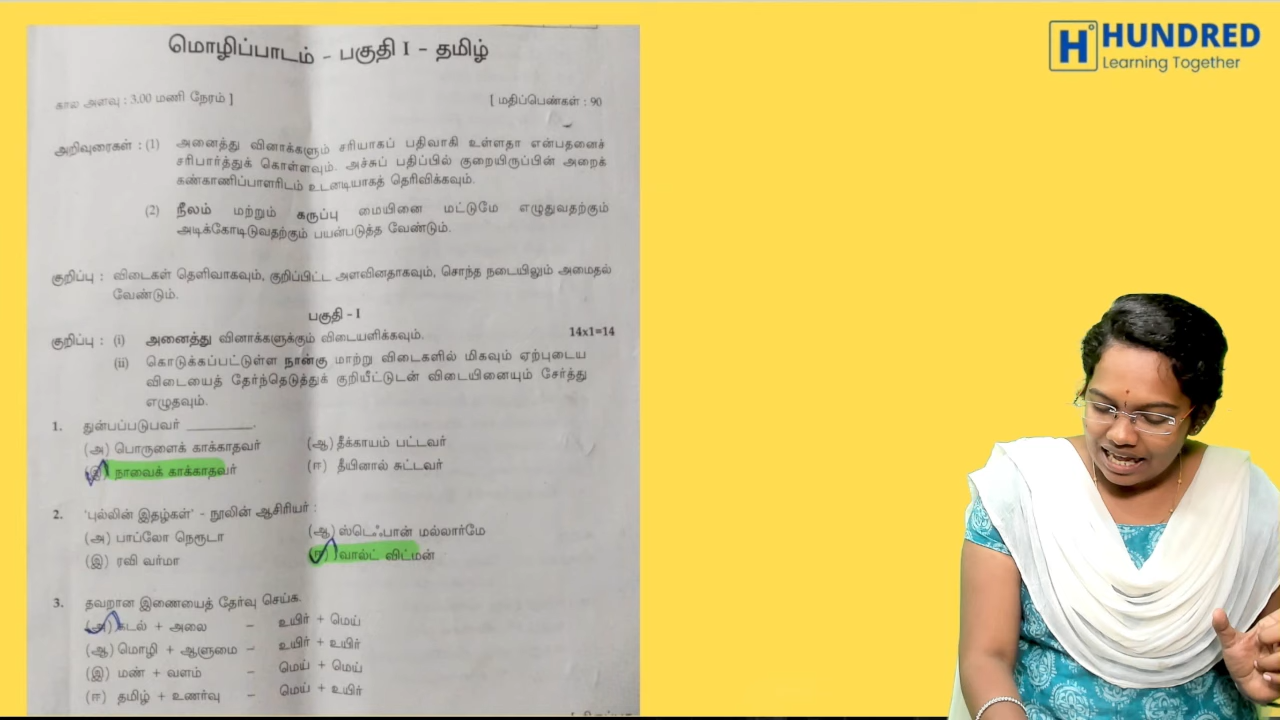 H° HUNDRED
Learning Together
மொழிப்பாடம் - பகுதி I - தமிழ்
கால அளவு : 3.00 மணி நேரம் ] [ மதிப்பெண்கள் : 90
அறிவுரைகள் : (1) அனைத்து வினாக்களும் சரியாகப் பதிவாகி உள்ளதா என்பதனைச்
சரிபார்த்துக் கொள்ளவும். அச்சுப் பதிப்பில் குறையிருப்பின் அறைக்
கண்காணிப்பாளரிடம் உடனடியாகத் தெரிவிக்கவும்.
(2) நீலம் மற்றும் கருப்பு மையினை மட்டுமே எழுதுவதற்கும்
அடிக்கோடிடுவதற்கும் பயன்படுத்த வேண்டும்.
குறிப்பு : விடைகள் தெளிவாகவும், குறிப்பிட்ட அளவினதாகவும், சொந்த நடையிலும் அமைதல்
வேண்டும்.
பகுதி - I
குறிப்பு : (i) அனைத்து வினாக்களுக்கும் விடையளிக்கவும். 14x1=14
(ii) கொடுக்கப்பட்டுள்ள நான்கு மாற்று விடைகளில் மிகவும் ஏற்புடைய
விடையைத் தேர்ந்தெடுத்துக் குறியீட்டுடன் விடையினையும் சேர்த்து
எழுதவும்.
1. துன்பப்படுபவர் ________.
(அ) பொருளைக் காக்காதவர் (ஆ) தீக்காயம் பட்டவர்
(இ) நாவைக் காக்காதவர் (ஈ) தீயினால் சுட்டவர்
2. 'புல்லின் இதழ்கள்' - நூலின் ஆசிரியர் :
(அ) பாப்லோ நெரூடா (ஆ) ஸ்டெஃபான் மல்லார்மே
(இ) ரவி வர்மா (ஈ) வால்ட் விட்மன்
3. தவறான இணையைத் தேர்வு செய்க.
(அ) கடல் + அலை - உயிர் + மெய்
(ஆ) மொழி + ஆளுமை - உயிர் + உயிர்
(இ) மண் + வளம் - மெய் + மெய்
(ஈ) தமிழ் + உணர்வு - மெய் + உயிர்